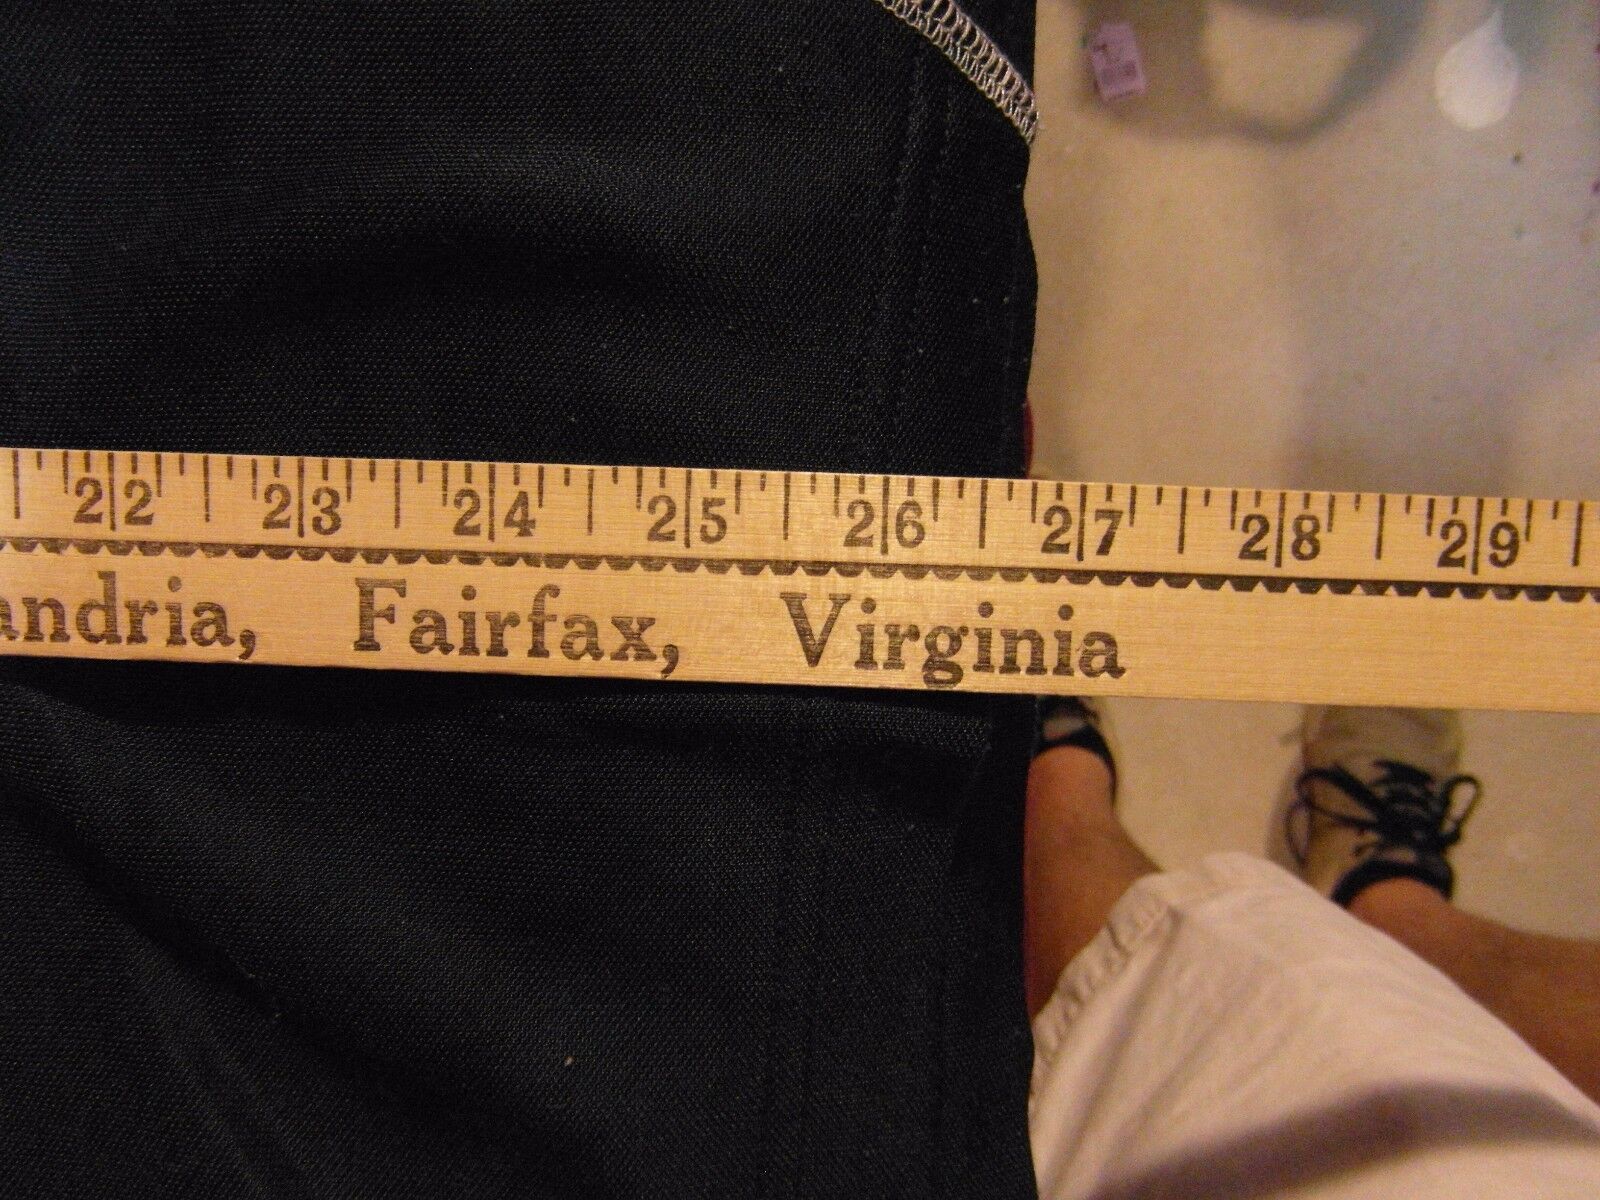 22 23 24 25 26 27 28 29
andria, Fairfax, Virginia